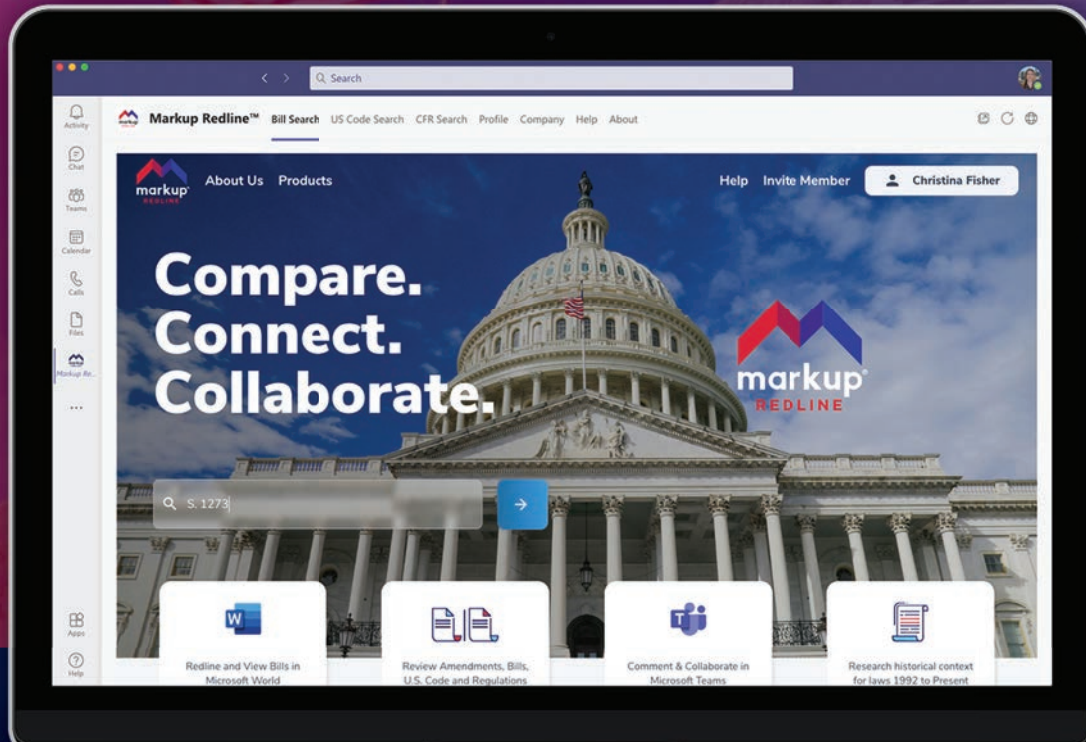 Search
Activity
Chat
Teams
Calendar
Calls
Files
Markup Re...
...
Apps
Help
markup REDLINE
Markup Redline™ Bill Search US Code Search CFR Search Profile Company Help About
markup
REDLINE
About Us Products
Help Invite Member Christina Fisher
Compare.
Connect.
Collaborate.
markup
REDLINE
S. 1273
W
Redline and View Bills in
Microsoft World
Review Amendments, Bills,
U.S. Code and Regulations
T
Comment & Collaborate in
Microsoft Teams
Research historical context
for laws 1992 to Present